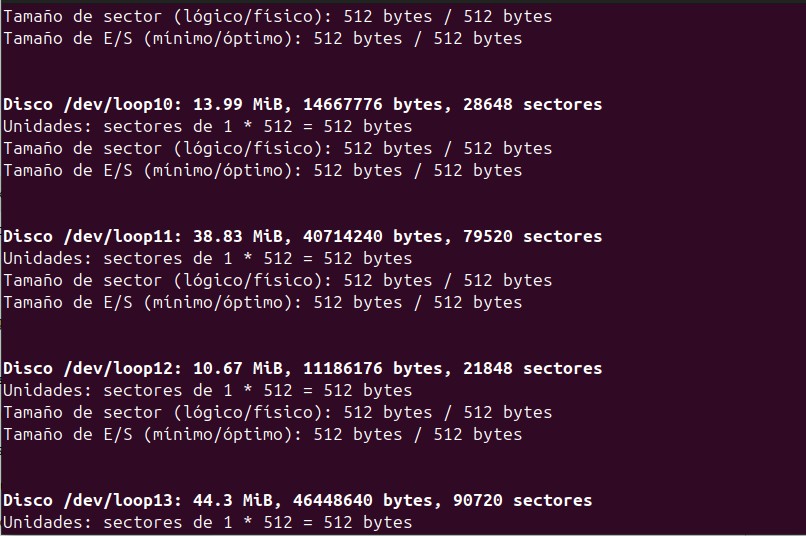 Tamaño de sector (lógico/físico): 512 bytes / 512 bytes
Tamaño de E/S (mínimo/óptimo): 512 bytes / 512 bytes
Disco /dev/loop10: 13.99 MiB, 14667776 bytes, 28648 sectores
Unidades: sectores de 1 * 512 = 512 bytes
Tamaño de sector (lógico/físico): 512 bytes / 512 bytes
Tamaño de E/S (mínimo/óptimo): 512 bytes / 512 bytes
Disco /dev/loop11: 38.83 MiB, 40714240 bytes, 79520 sectores
Unidades: sectores de 1 * 512 = 512 bytes
Tamaño de sector (lógico/físico): 512 bytes / 512 bytes
Tamaño de E/S (mínimo/óptimo): 512 bytes / 512 bytes
Disco /dev/loop12: 10.67 MiB, 11186176 bytes, 21848 sectores
Unidades: sectores de 1 * 512 = 512 bytes
Tamaño de sector (lógico/físico): 512 bytes / 512 bytes
Tamaño de E/S (mínimo/óptimo): 512 bytes / 512 bytes
Disco /dev/loop13: 44.3 MiB, 46448640 bytes, 90720 sectores
Unidades: sectores de 1 * 512 = 512 bytes